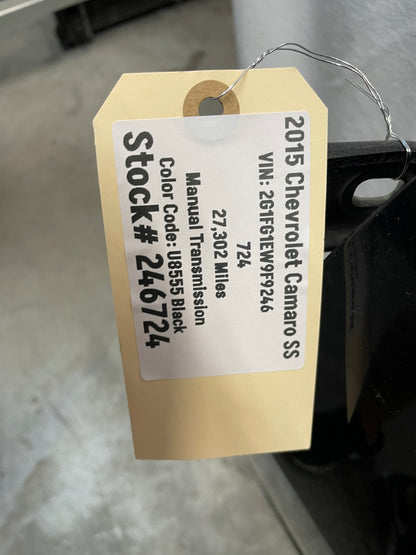 2015 Chevrolet Camaro SS
VIN: 2G1FG1EW9F9246
724
27,302 Miles
Manual Transmission
Color Code: U8555 Black
Stock# 246724